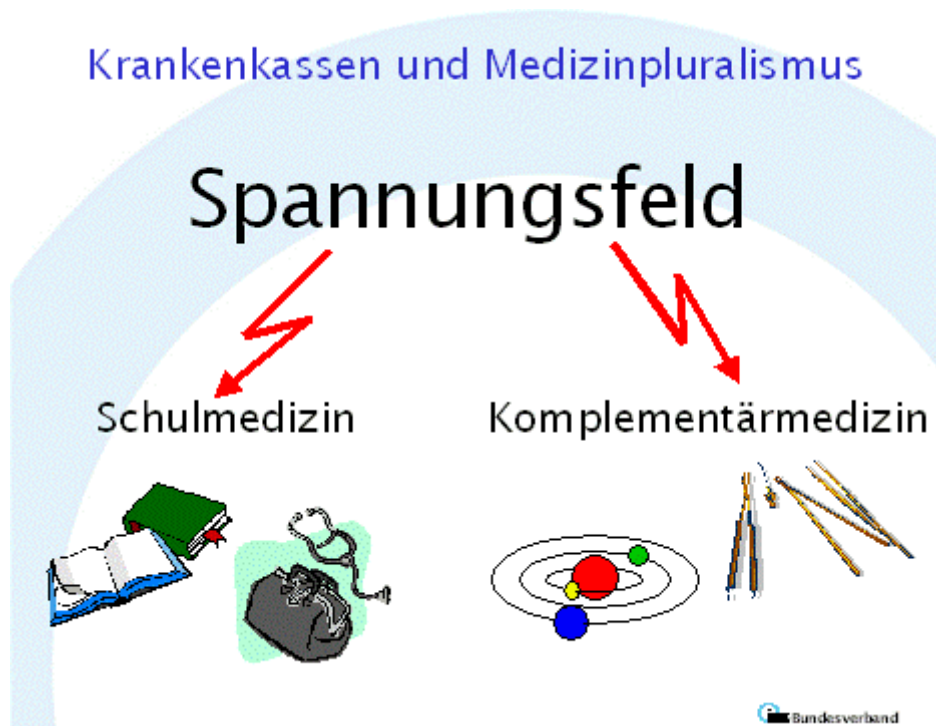 Krankenkassen und Medizinpluralismus
Spannungsfeld
Schulmedizin
Komplementärmedizin
Bundesverband